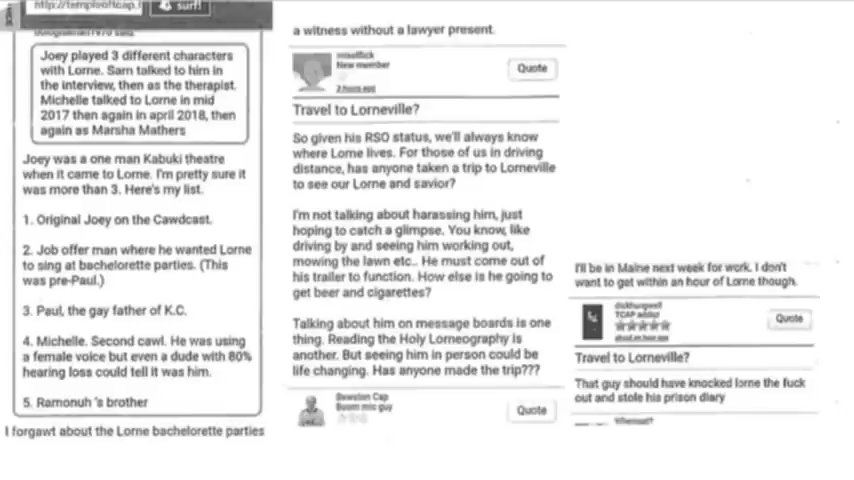 http://templeoftcap.
surf!
Joey played 3 different characters
with Lorne. Sam talked to him in
the interview, then as the therapist.
Michelle talked to Lorne in mid
2017 then again in april 2018, then
again as Marsha Mathers
Joey was a one man Kabuki theatre
when it came to Lorne. I'm pretty sure it
was more than 3. Here's my list.
1. Original Joey on the Cawdcast.
2. Job offer man where he wanted Lorne
to sing at bachelorette parties. (This
was pre-Paul.)
3. Paul, the gay father of K.C.
4. Michelle. Second cawl. He was using
a female voice but even a dude with 80%
hearing loss could tell it was him.
5. Ramonuh 's brother
I forgawt about the Lorne bachelorette parties
a witness without a lawyer present.
New member
Quote
3 hours ago
Travel to Lorneville?
So given his RSO status, we'll always know
where Lorne lives. For those of us in driving
distance, has anyone taken a trip to Lorneville
to see our Lorne and savior?
I'm not talking about harassing him, just
hoping to catch a glimpse. You know, like
driving by and seeing him working out,
mowing the lawn etc.. He must come out of
his trailer to function. How else is he going to
get beer and cigarettes?
Talking about him on message boards is one
thing. Reading the Holy Lorneography is
another. But seeing him in person could be
life changing. Has anyone made the trip???
Bewston Cap
Boom mic guy
Quote
I'll be in Maine next week for work. I don't
want to get within an hour of Lorne though.
TCAP addict
Quote
about an hour ago
Travel to Lorneville?
That guy should have knocked lorne the fuck
out and stole his prison diary